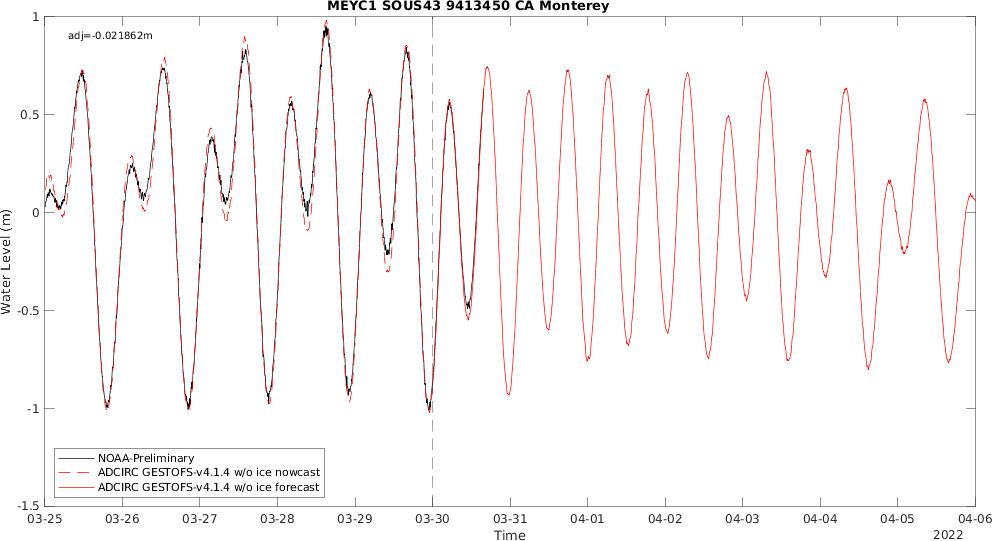 MEYC1 SOUS43 9413450 CA Monterey
adj=-0.021862m
1
0.5
0
-0.5
-1
-1.5
Water Level (m)
NOAA-Preliminary
ADCIRC GESTOFS-v4.1.4 w/o ice nowcast
ADCIRC GESTOFS-v4.1.4 w/o ice forecast
03-25 03-26 03-27 03-28 03-29 03-30 03-31 04-01 04-02 04-03 04-04 04-05 04-06
Time
2022